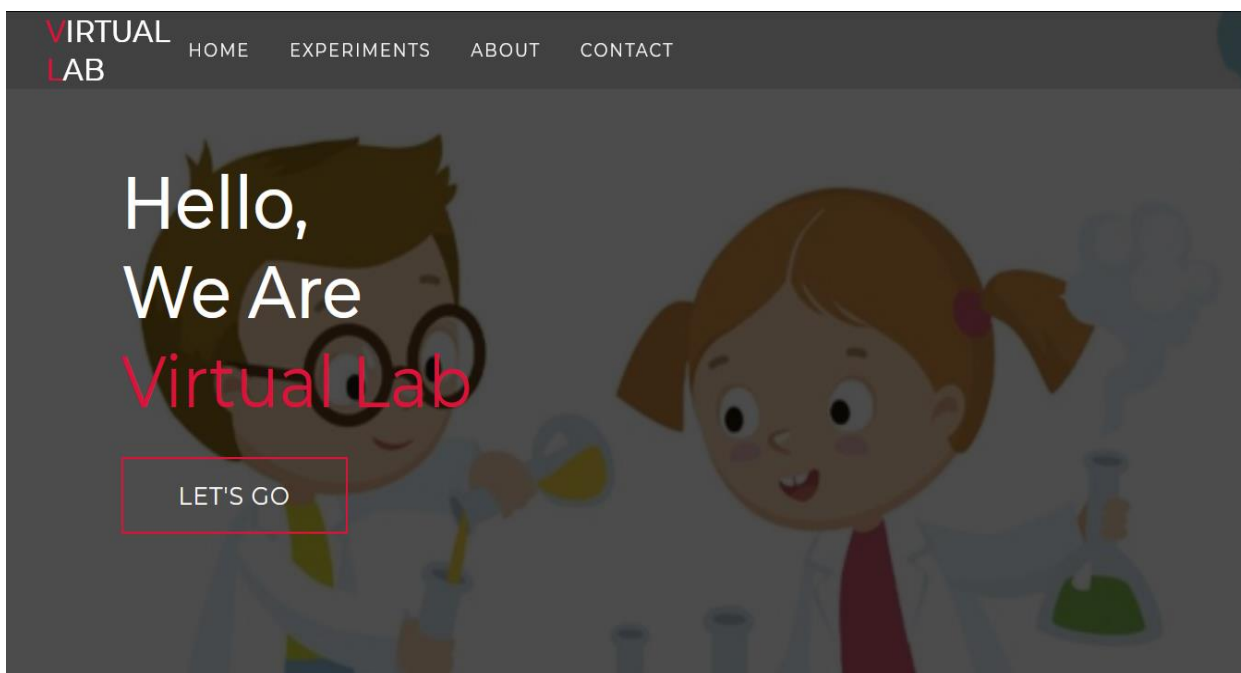 VIRTUAL
LAB
HOME EXPERIMENTS ABOUT CONTACT
Hello,
We Are
Virtual Lab
LET'S GO